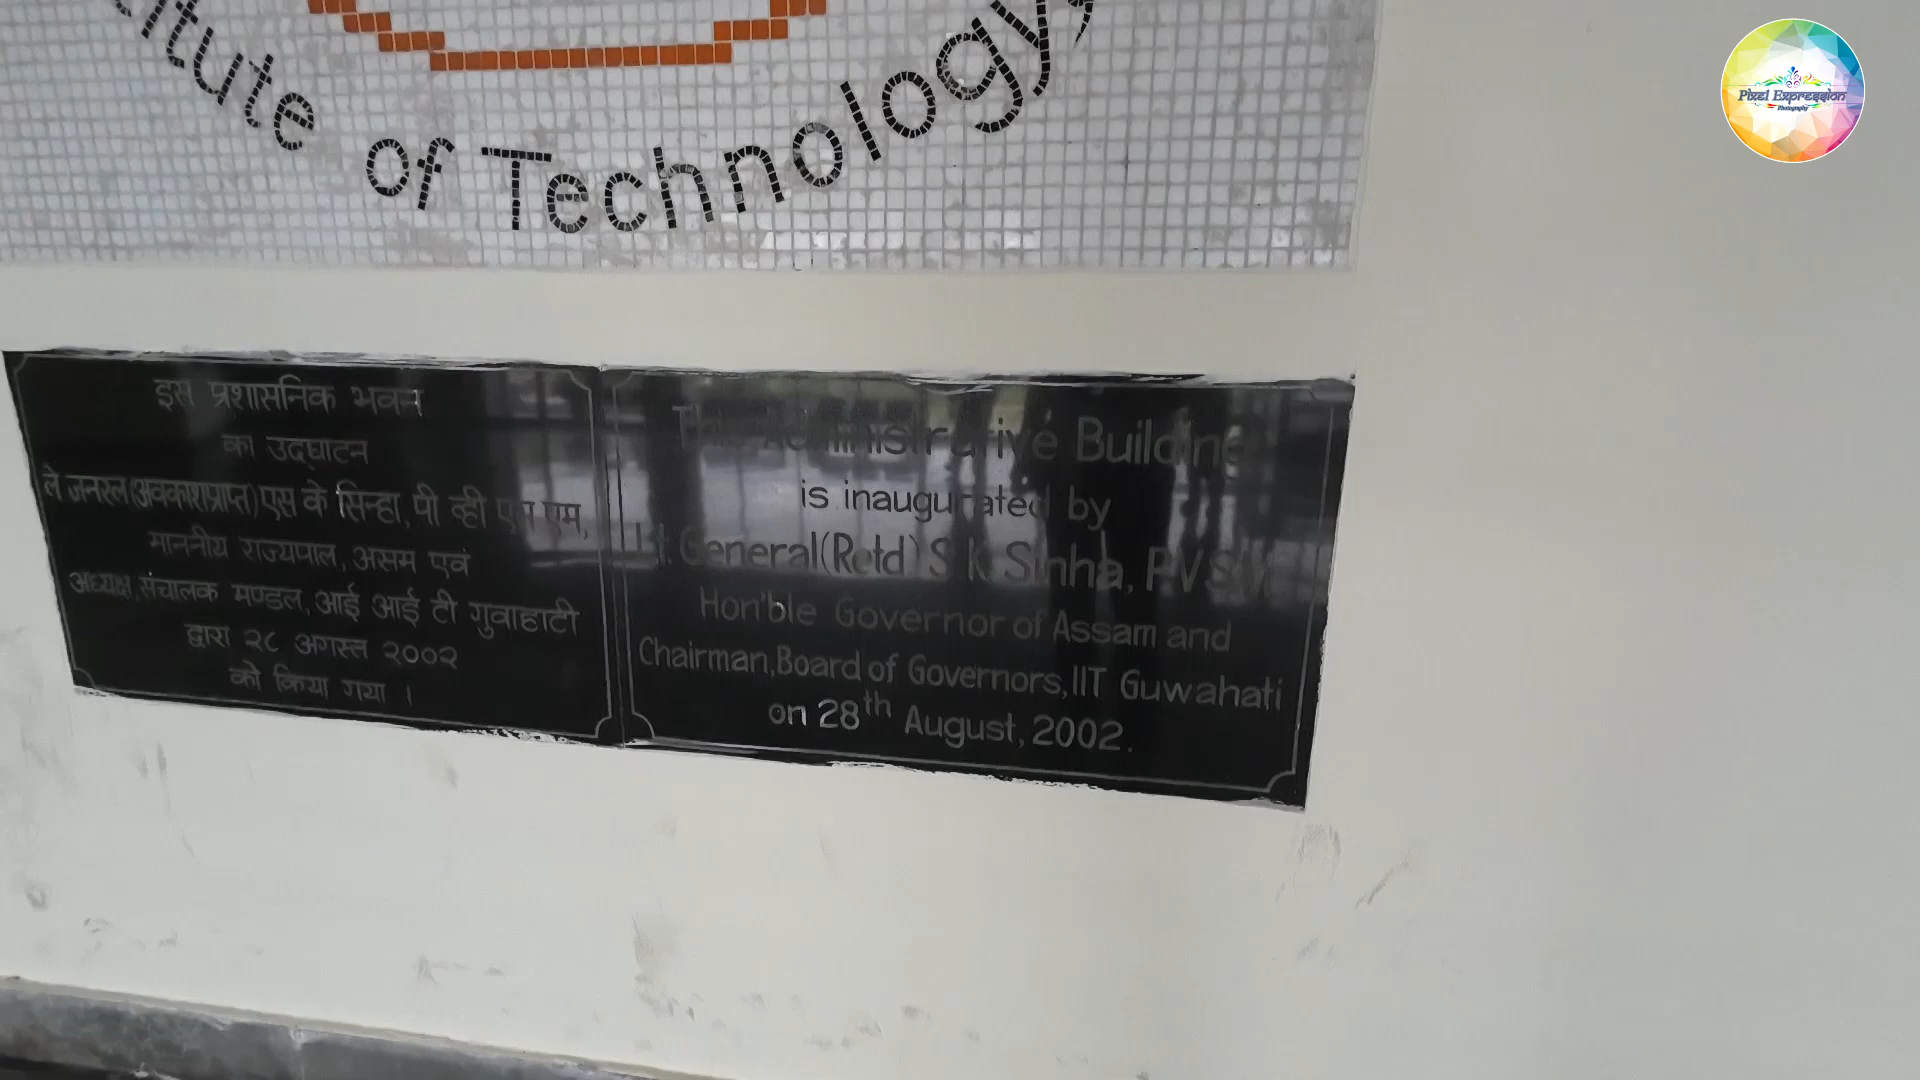 itute of Technology,
Pixel Expression
Photography
इस प्रशासनिक भवन
का उद्घाटन
ले जनरल(अवकाशप्राप्त) एस के सिन्हा, पी व्ही एस एम,
माननीय राज्यपाल, असम एवं
अध्यक्ष, संचालक मण्डल, आई आई टी गुवाहाटी
द्वारा २८ अगस्त २००२
को किया गया ।
The Administrative Building
is inaugurated by
Lt. General(Retd) S K Sinha, PVSM
Hon'ble Governor of Assam and
Chairman,Board of Governors,IIT Guwahati
on 28th August, 2002.